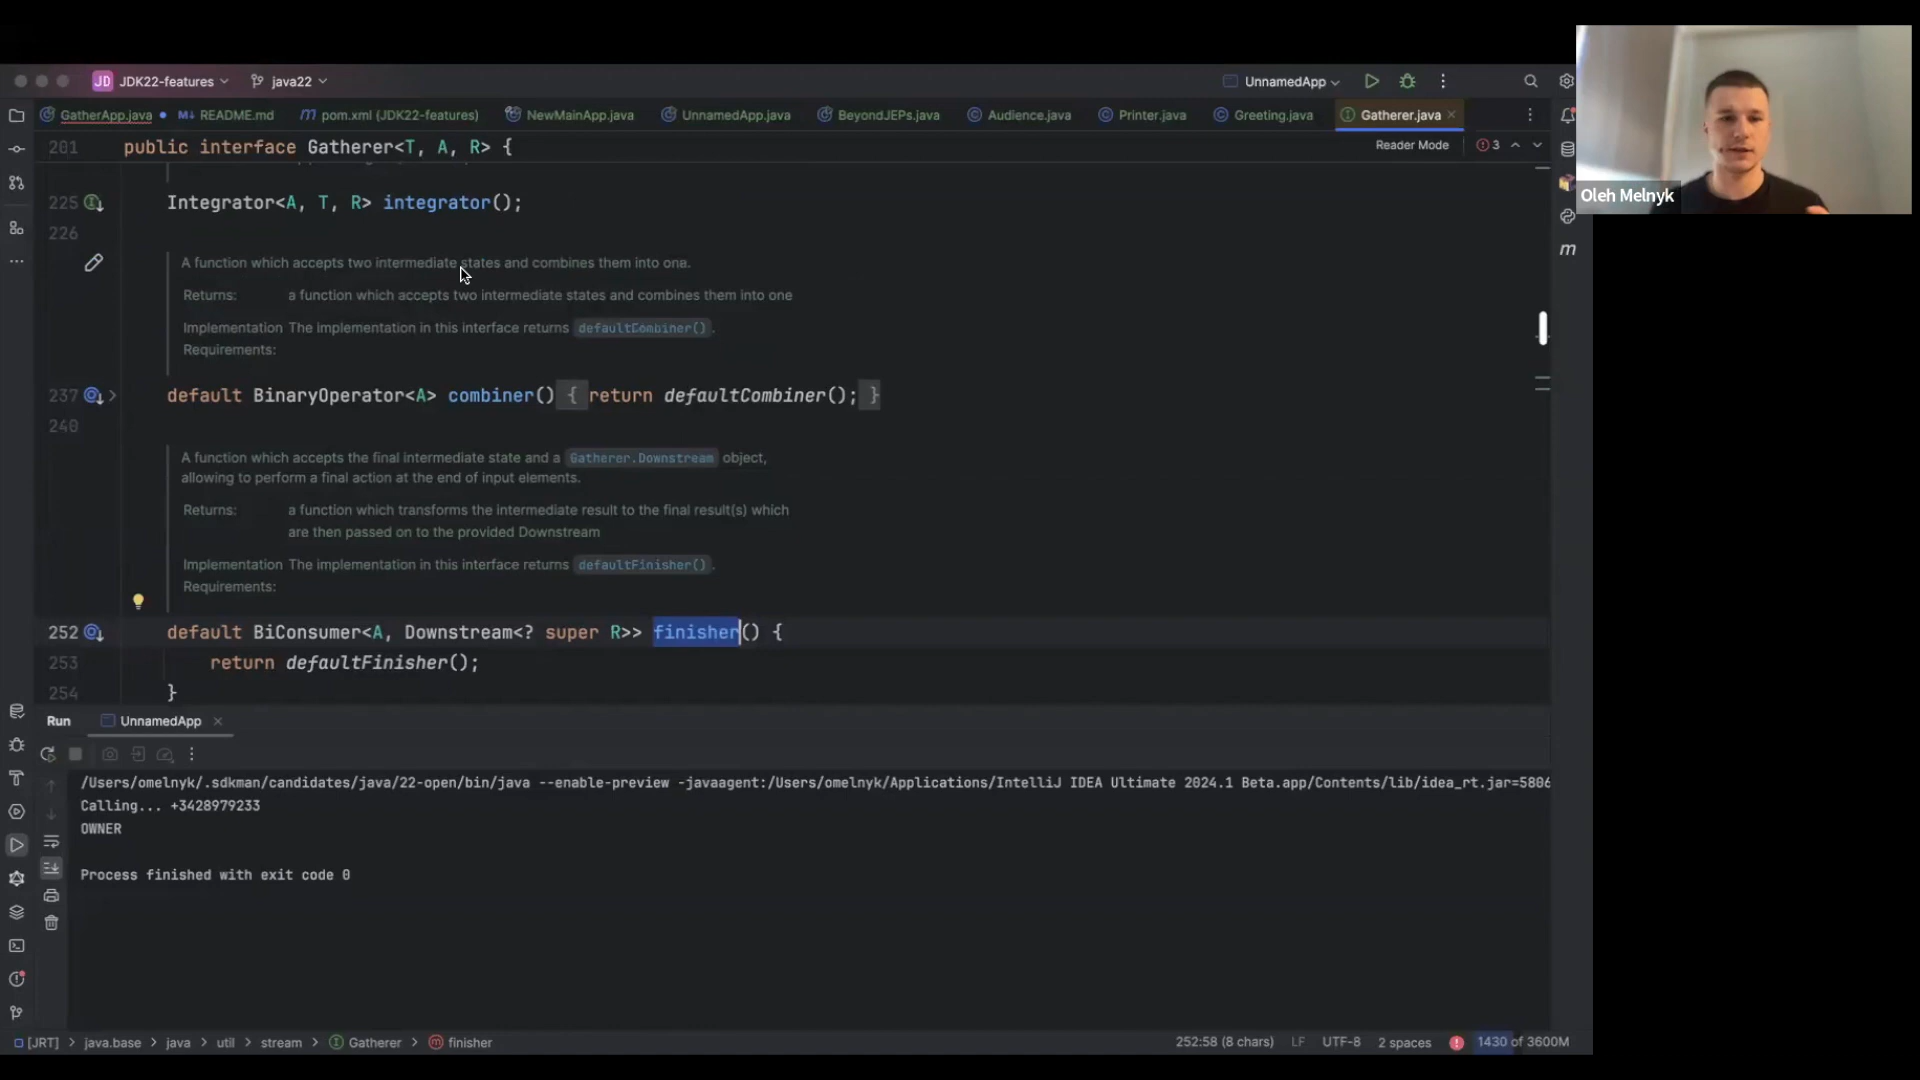 JD JDK22-features java22 UnnamedApp
GatherApp.java README.md pom.xml (JDK22-features) NewMainApp.java UnnamedApp.java BeyondJEPs.java Audience.java Printer.java Greeting.java Gatherer.java
201 public interface Gatherer<T, A, R> { Reader Mode 3
225 Integrator<A, T, R> integrator();
226
A function which accepts two intermediate states and combines them into one.
Returns: a function which accepts two intermediate states and combines them into one
Implementation The implementation in this interface returns defaultCombiner().
Requirements:
237 default BinaryOperator<A> combiner() { return defaultCombiner(); }
240
A function which accepts the final intermediate state and a Gatherer.Downstream object,
allowing to perform a final action at the end of input elements.
Returns: a function which transforms the intermediate result to the final result(s) which
are then passed on to the provided Downstream
Implementation The implementation in this interface returns defaultFinisher().
Requirements:
252 default BiConsumer<A, Downstream<? super R>> finisher() {
253 return defaultFinisher();
254 }
Run UnnamedApp
/Users/omelnyk/.sdkman/candidates/java/22-open/bin/java --enable-preview -javaagent:/Users/omelnyk/Applications/IntelliJ IDEA Ultimate 2024.1 Beta.app/Contents/lib/idea_rt.jar=5806
Calling... +3428979233
OWNER
Process finished with exit code 0
[JRT] > java.base > java > util > stream > Gatherer > finisher 252:58 (8 chars) LF UTF-8 2 spaces 1430 of 3600M
m
Oleh Melnyk